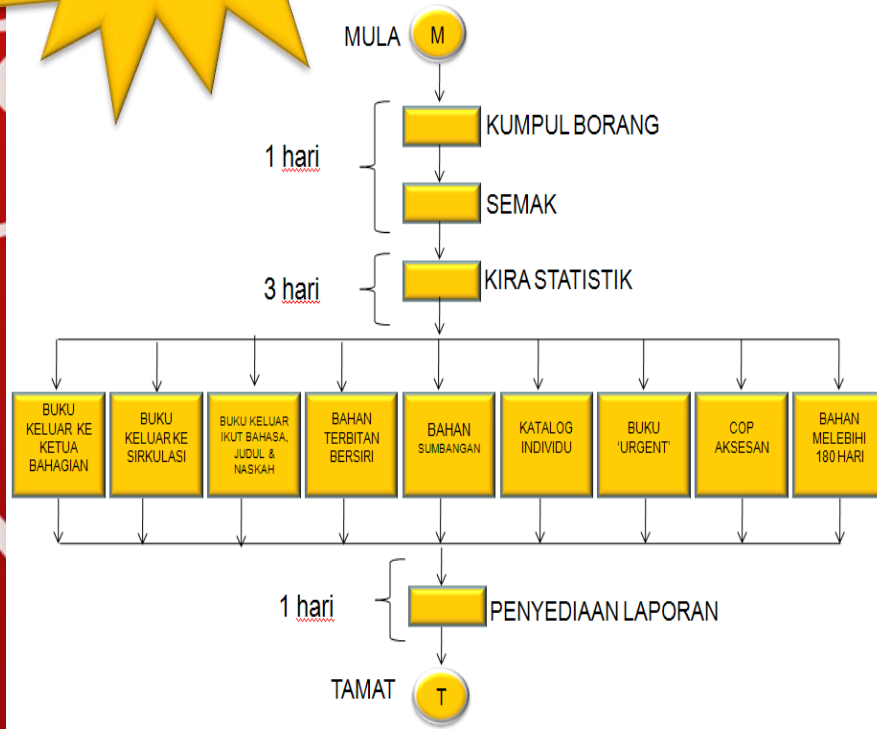 MULA
M
KUMPUL BORANG
1 hari
SEMAK
3 hari
KIRA STATISTIK
BUKU
KELUAR KE
KETUA
BAHAGIAN
BUKU
KELUAR KE
SIRKULASI
BUKU KELUAR
IKUT BAHASA,
JUDUL &
NASKAH
BAHAN
TERBITAN
BERSIRI
BAHAN
SUMBANGAN
KATALOG
INDIVIDU
BUKU
'URGENT'
COP
AKSESAN
BAHAN
MELEBIHI
180 HARI
1 hari
PENYEDIAAN LAPORAN
TAMAT
T